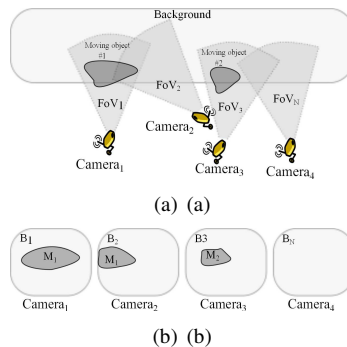 Background
Moving object
#1
Moving object
#2
FoV1
FoV2
FoV3
FoVN
Camera1
Camera2
Camera3
Camera4
(a) (a)
B1
B2
B3
BN
M1
M1
M2
Camera1
Camera2
Camera3
Camera4
(b) (b)